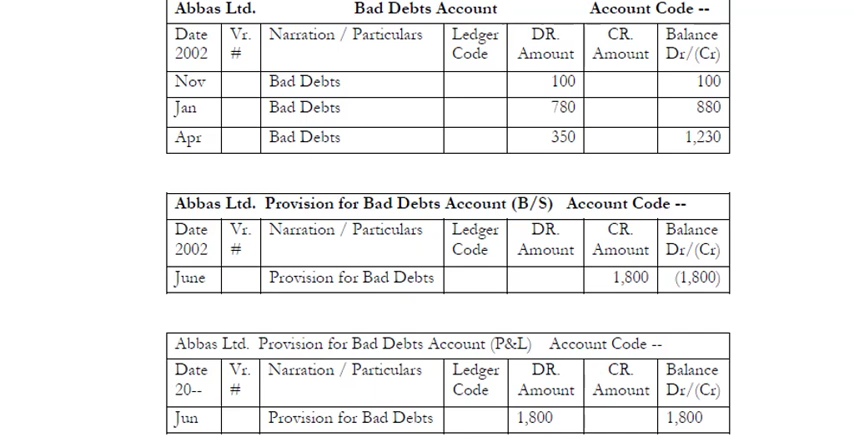 Abbas Ltd. Bad Debts Account Account Code --
Date Vr. Narration / Particulars Ledger DR. CR. Balance
2002 # Code Amount Amount Dr/(Cr)
Nov Bad Debts 100 100
Jan Bad Debts 780 880
Apr Bad Debts 350 1,230
Abbas Ltd. Provision for Bad Debts Account (B/S) Account Code --
Date Vr. Narration / Particulars Ledger DR. CR. Balance
2002 # Code Amount Amount Dr/(Cr)
June Provision for Bad Debts 1,800 (1,800)
Abbas Ltd. Provision for Bad Debts Account (P&L) Account Code --
Date Vr. Narration / Particulars Ledger DR. CR. Balance
20-- # Code Amount Amount Dr/(Cr)
Jun Provision for Bad Debts 1,800 1,800